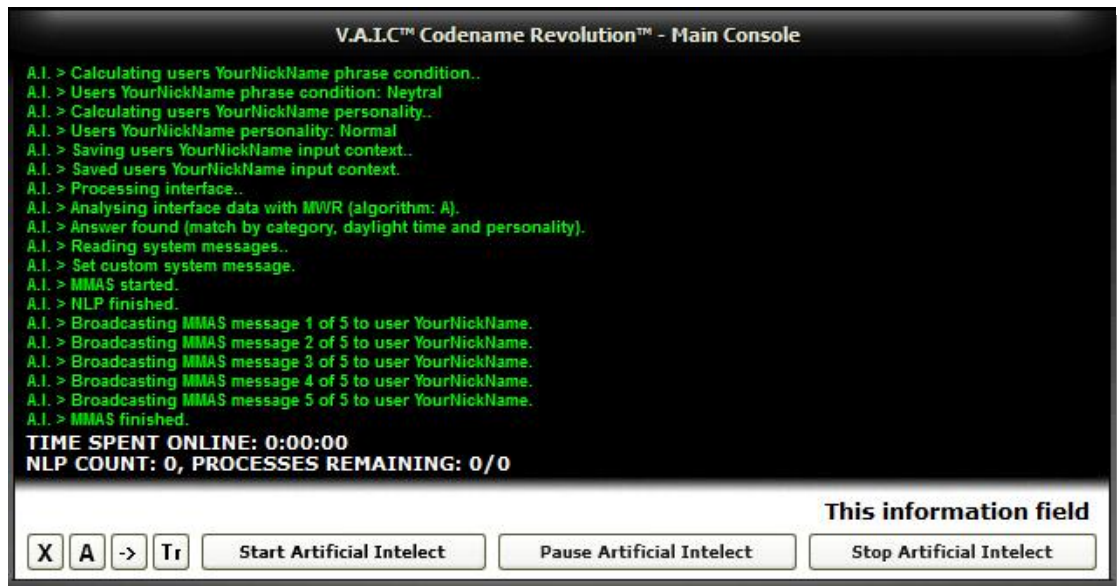 V.A.I.C™ Codename Revolution™ - Main Console
A.I. > Calculating users YourNickName phrase condition..
A.I. > Users YourNickName phrase condition: Neytral
A.I. > Calculating users YourNickName personality..
A.I. > Users YourNickName personality: Normal
A.I. > Saving users YourNickName input context..
A.I. > Saved users YourNickName input context.
A.I. > Processing interface..
A.I. > Analysing interface data with MWR (algorithm: A).
A.I. > Answer found (match by category, daylight time and personality).
A.I. > Reading system messages..
A.I. > Set custom system message.
A.I. > MMAS started.
A.I. > NLP finished.
A.I. > Broadcasting MMAS message 1 of 5 to user YourNickName.
A.I. > Broadcasting MMAS message 2 of 5 to user YourNickName.
A.I. > Broadcasting MMAS message 3 of 5 to user YourNickName.
A.I. > Broadcasting MMAS message 4 of 5 to user YourNickName.
A.I. > Broadcasting MMAS message 5 of 5 to user YourNickName.
A.I. > MMAS finished.
TIME SPENT ONLINE: 0:00:00
NLP COUNT: 0, PROCESSES REMAINING: 0/0
This information field
X A -> Tr Start Artificial Intelect Pause Artificial Intelect Stop Artificial Intelect